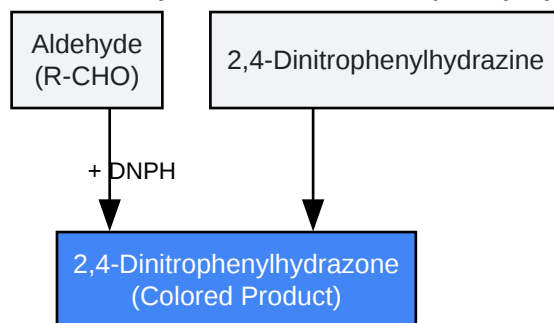 Aldehyde
(R-CHO)
2,4-Dinitrophenylhydrazine
+ DNPH
2,4-Dinitrophenylhydrazone
(Colored Product)